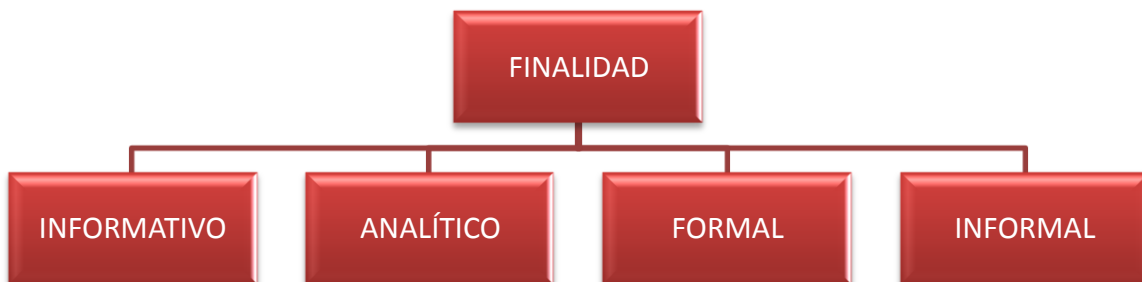 FINALIDAD
INFORMATIVO
ANALÍTICO
FORMAL
INFORMAL